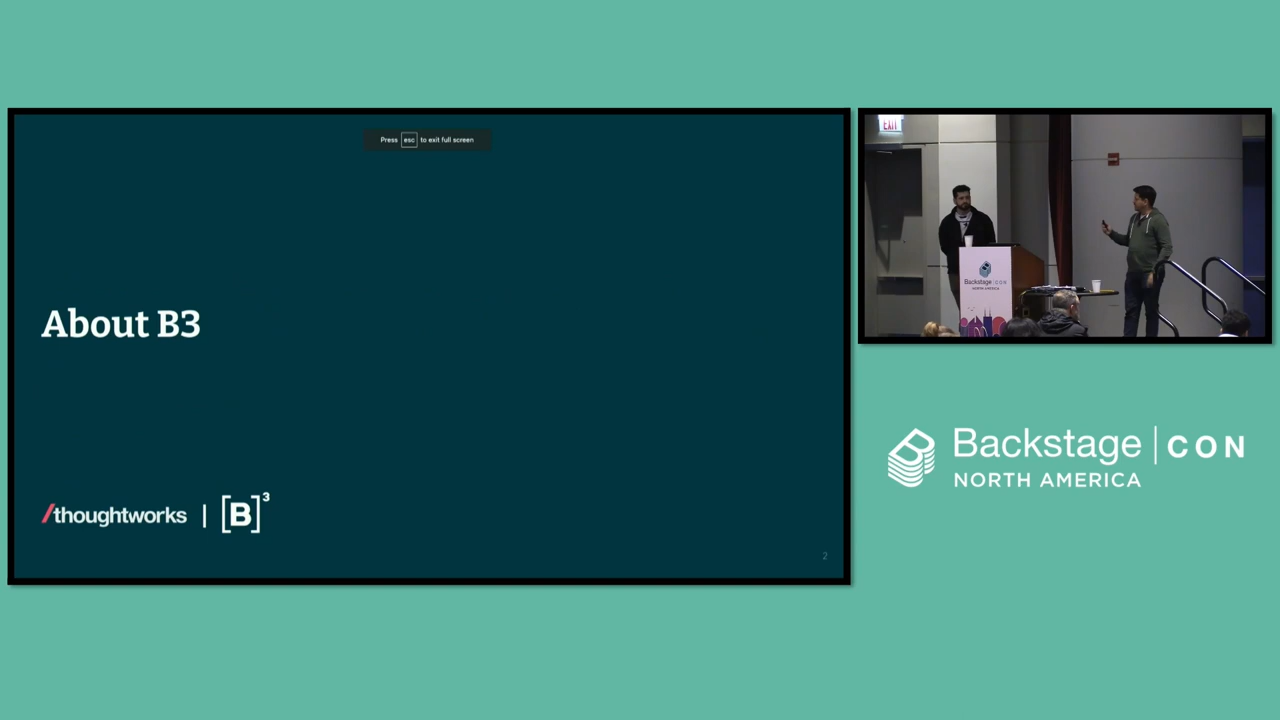 Press esc to exit full screen
About B3
/thoughtworks | [B]³
2
EXIT
Backstage CON
NORTH AMERICA
Backstage | CON
NORTH AMERICA